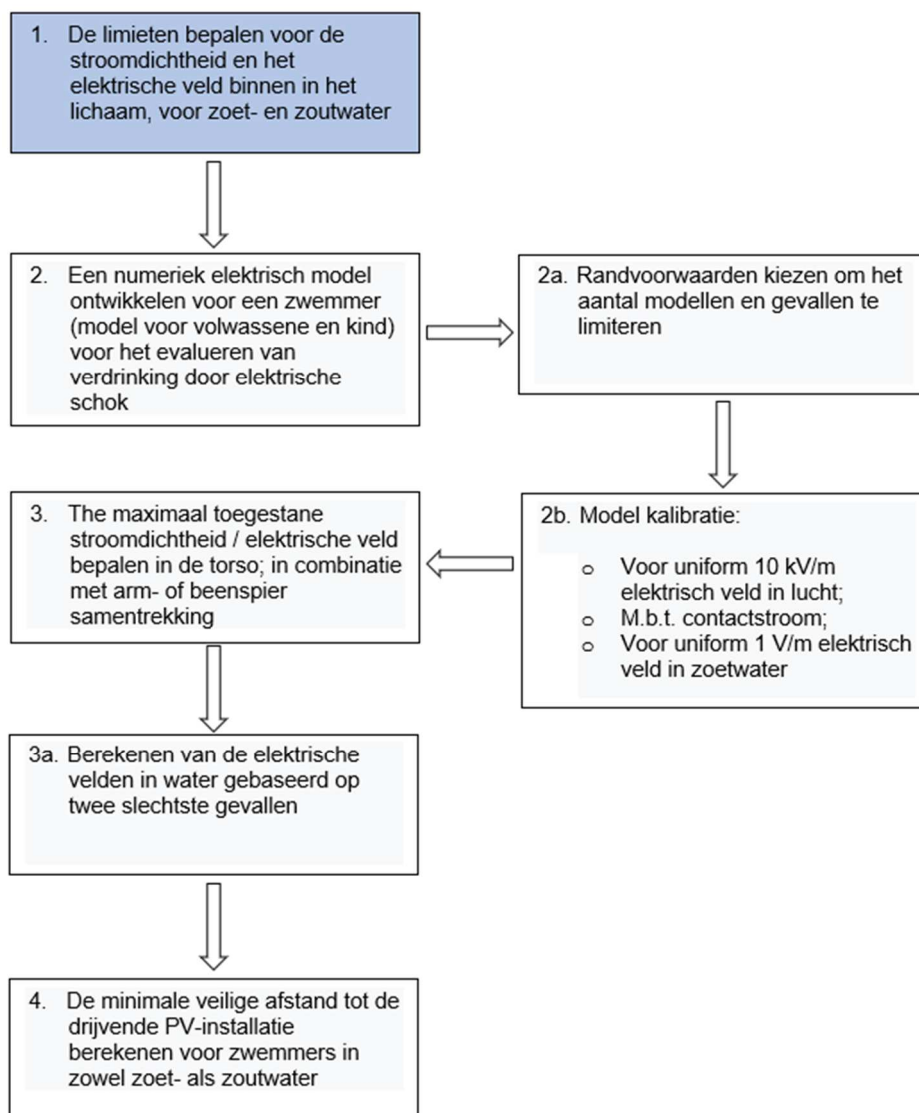 1. De limieten bepalen voor de
stroomdichtheid en het
elektrische veld binnen in het
lichaam, voor zoet- en zoutwater
2. Een numeriek elektrisch model
ontwikkelen voor een zwemmer
(model voor volwassene en kind)
voor het evalueren van
verdrinking door elektrische
schok
2a. Randvoorwaarden kiezen om het
aantal modellen en gevallen te
limiteren
2b. Model kalibratie:
o Voor uniform 10 kV/m
elektrisch veld in lucht;
o M.b.t. contactstroom;
o Voor uniform 1 V/m elektrisch
veld in zoetwater
3. The maximaal toegestane
stroomdichtheid / elektrische veld
bepalen in de torso; in combinatie
met arm- of beenspier
samentrekking
3a. Berekenen van de elektrische
velden in water gebaseerd op
twee slechtste gevallen
4. De minimale veilige afstand tot de
drijvende PV-installatie
berekenen voor zwemmers in
zowel zoet- als zoutwater